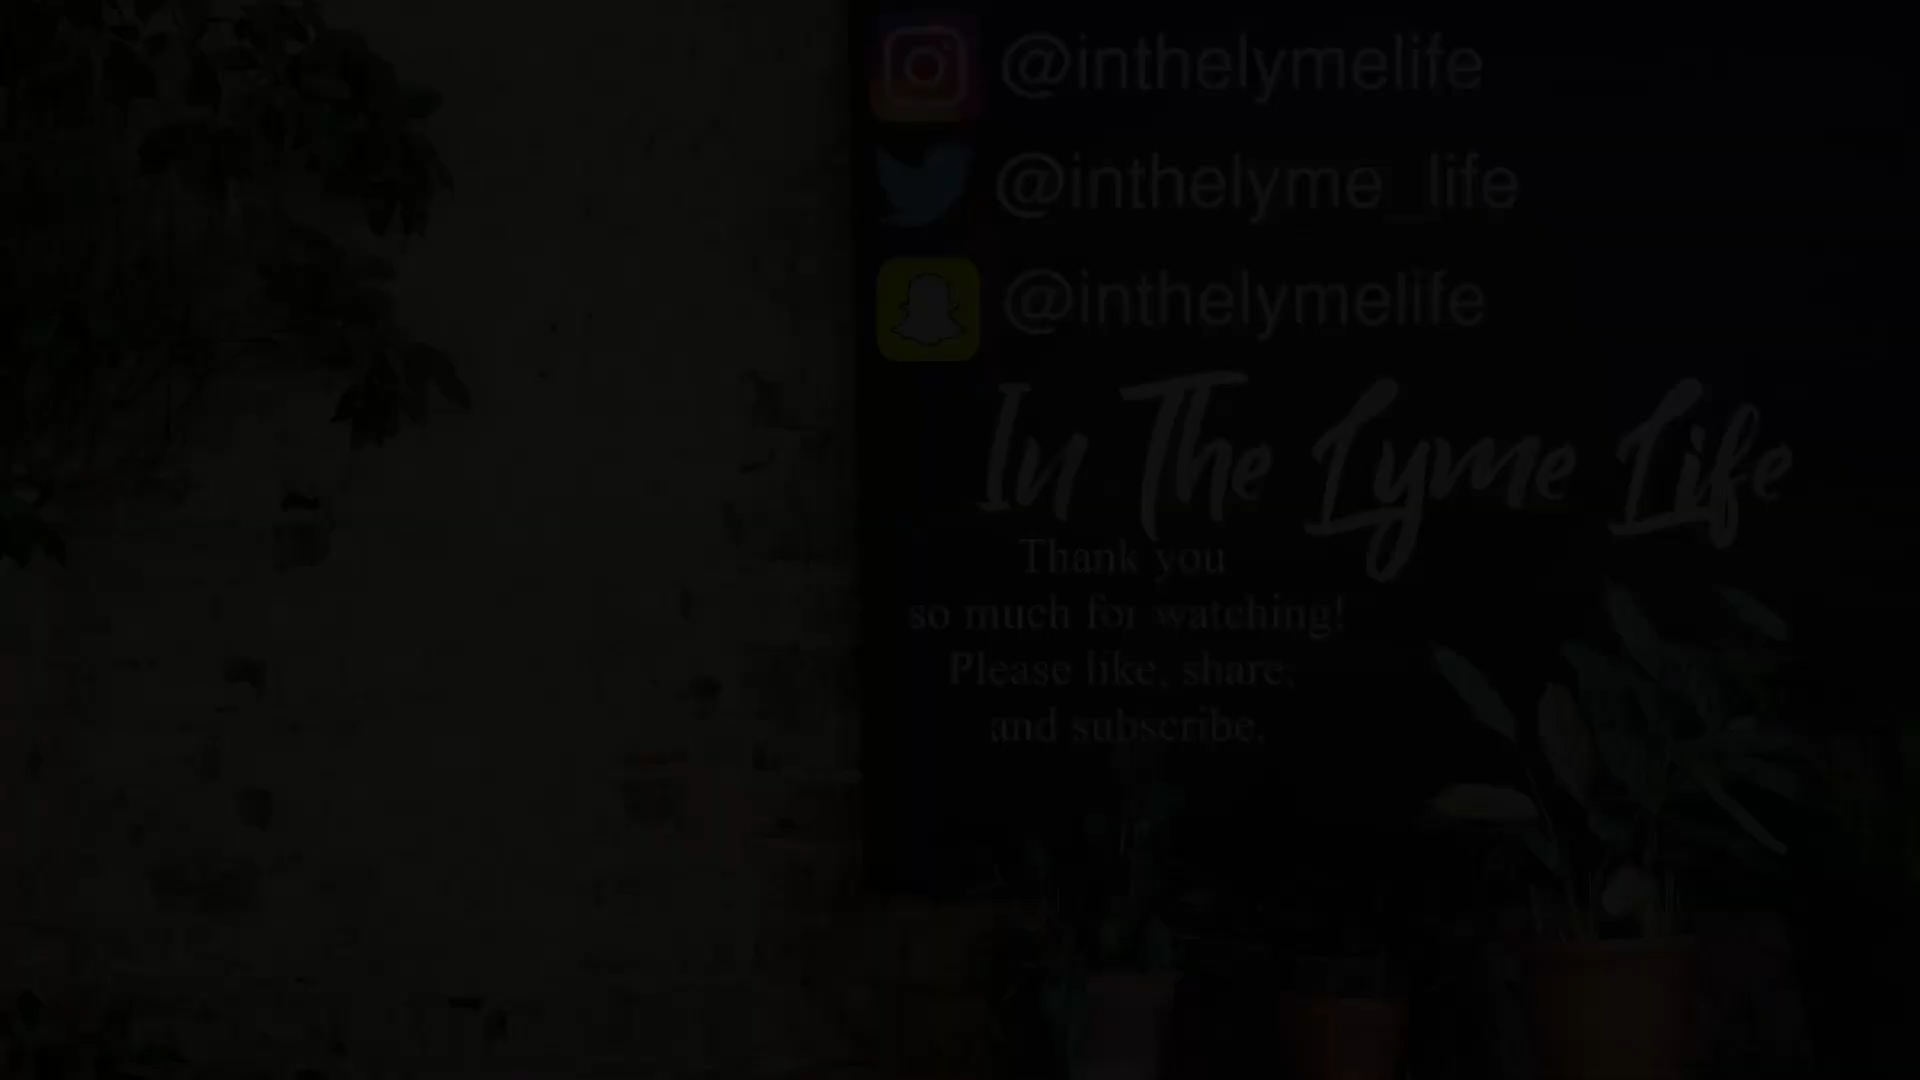 @inthelymelife
@inthelyme_life
@inthelymelife
In The Lyme Life
Thank you
so much for watching!
Please like, share,
and subscribe.